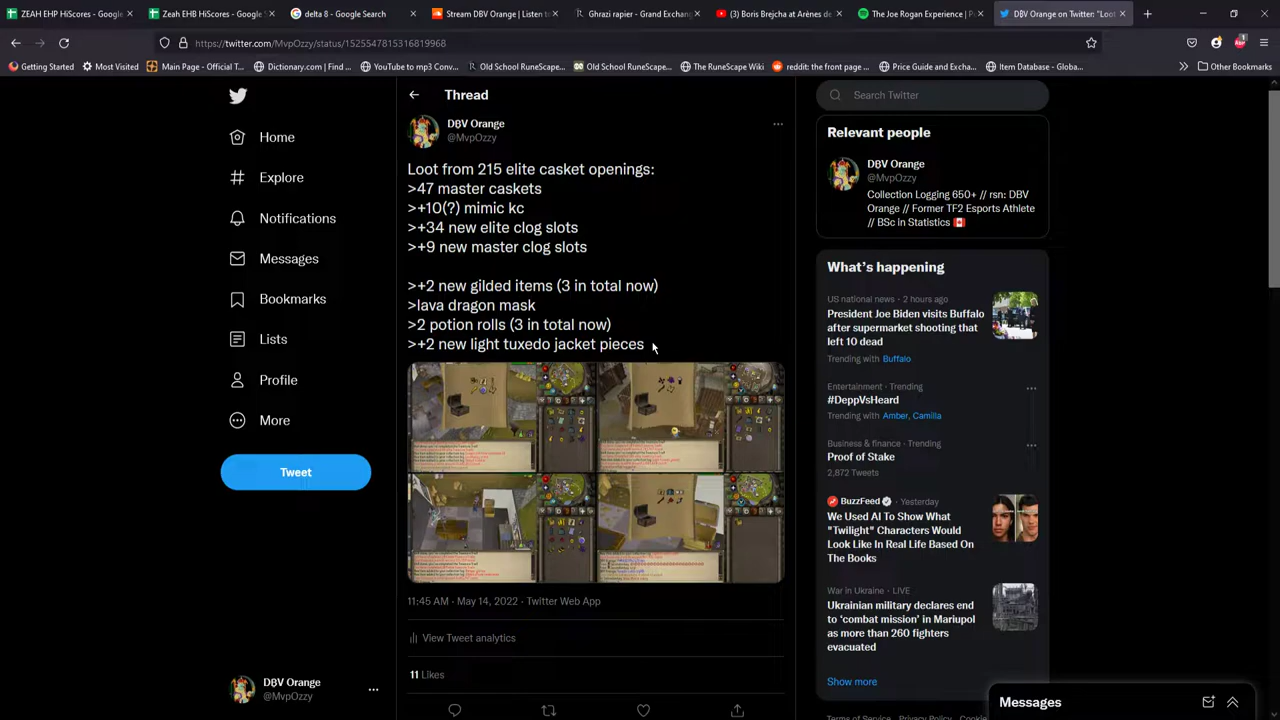 ZEAH EHP HiScores - Google
Zeah EHB HiScores - Google
delta 8 - Google Search
Stream DBV Orange | Listen to
Ghrazi rapier - Grand Exchang
(3) Boris Brejcha at Arènes de
The Joe Rogan Experience | Po
DBV Orange on Twitter: "Loot
https://twitter.com/MvpOzzy/status/1525547815316819968
Getting Started
Most Visited
Main Page - Official T...
Dictionary.com | Find ...
YouTube to mp3 Conv...
Old School RuneScape...
Old School RuneScape...
The RuneScape Wiki
reddit: the front page ...
Price Guide and Excha...
Item Database - Globa...
Other Bookmarks
Home
Explore
Notifications
Messages
Bookmarks
Lists
Profile
More
Tweet
DBV Orange
@MvpOzzy
Thread
DBV Orange
@MvpOzzy
Loot from 215 elite casket openings:
>47 master caskets
>+10(?) mimic kc
>+34 new elite clog slots
>+9 new master clog slots
>+2 new gilded items (3 in total now)
>lava dragon mask
>2 potion rolls (3 in total now)
>+2 new light tuxedo jacket pieces
11:45 AM · May 14, 2022 · Twitter Web App
View Tweet analytics
11 Likes
Search Twitter
Relevant people
DBV Orange
@MvpOzzy
Collection Logging 650+ // rsn: DBV
Orange // Former TF2 Esports Athlete
// BSc in Statistics
What's happening
US national news · 2 hours ago
President Joe Biden visits Buffalo
after supermarket shooting that
left 10 dead
Trending with Buffalo
Entertainment · Trending
#DeppVsHeard
Trending with Amber, Camilla
Business & finance · Trending
Proof of Stake
2,872 Tweets
BuzzFeed · Yesterday
We Used AI To Show What
"Twilight" Characters Would
Look Like In Real Life Based On
The Books
War in Ukraine · LIVE
Ukrainian military declares end
to 'combat mission' in Mariupol
as more than 260 fighters
evacuated
Show more
Messages